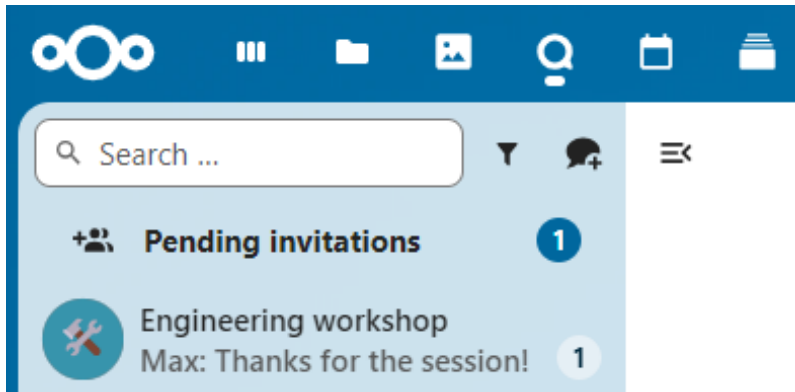 Search ...
Pending invitations 1
Engineering workshop
Max: Thanks for the session! 1